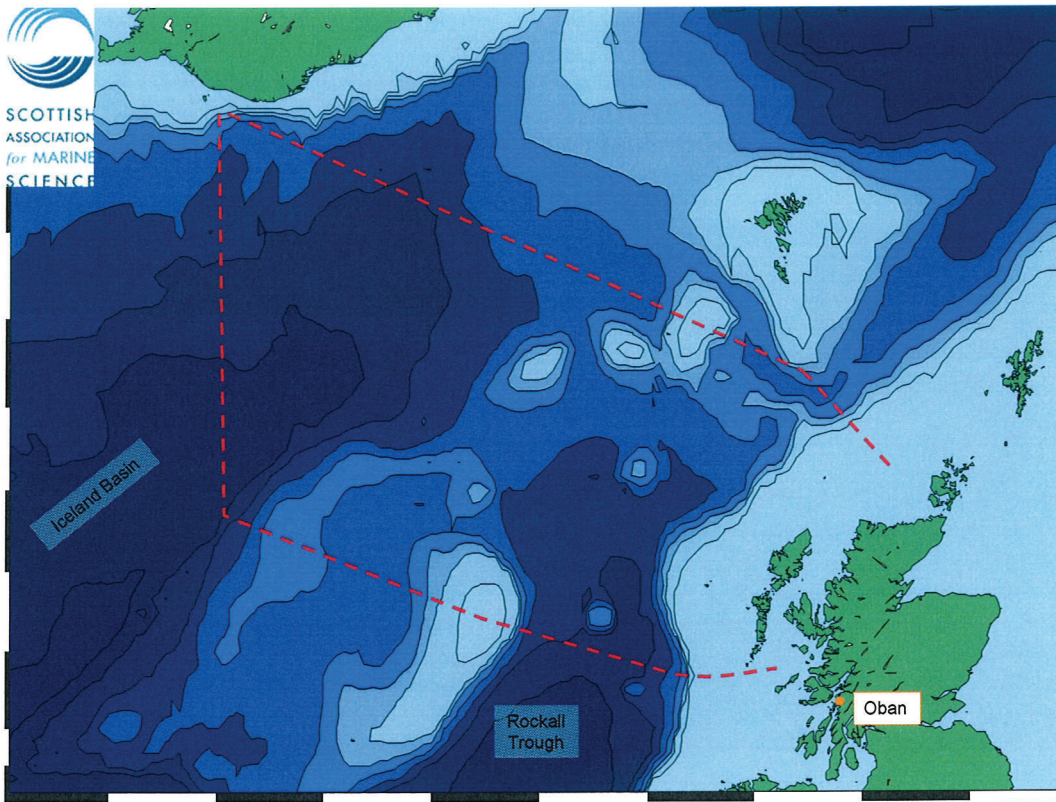 SCOTTISH
ASSOCIATION
for MARINE
SCIENCE
Iceland Basin
Rockall
Trough
Oban